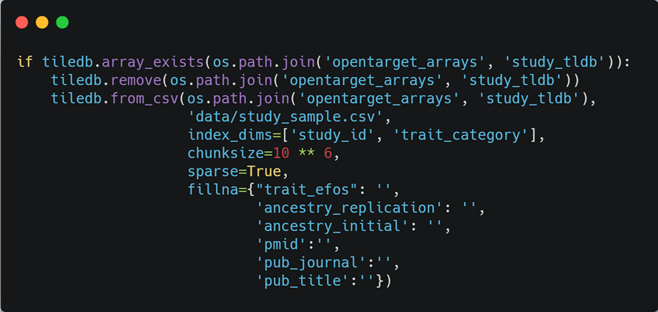 if tiledb.array_exists(os.path.join('opentarget_arrays', 'study_tldb')):
    tiledb.remove(os.path.join('opentarget_arrays', 'study_tldb'))
    tiledb.from_csv(os.path.join('opentarget_arrays', 'study_tldb'),
                    'data/study_sample.csv',
                    index_dims=['study_id', 'trait_category'],
                    chunksize=10 ** 6,
                    sparse=True,
                    fillna={"trait_efos": '',
                            'ancestry_replication': '',
                            'ancestry_initial': '',
                            'pmid':'',
                            'pub_journal':'',
                            'pub_title':''})